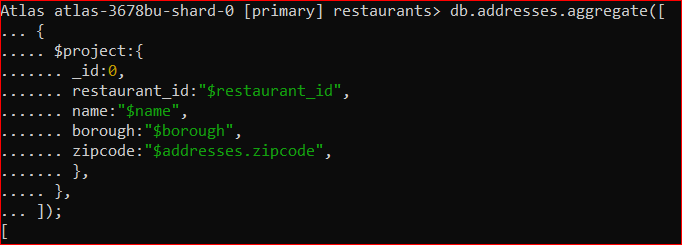 Atlas atlas-3678bu-shard-0 [primary] restaurants> db.addresses.aggregate([
... {
..... $project:{
....... _id:0,
....... restaurant_id:"$restaurant_id",
....... name:"$name",
....... borough:"$borough",
....... zipcode:"$addresses.zipcode",
....... },
..... },
... ]);
[